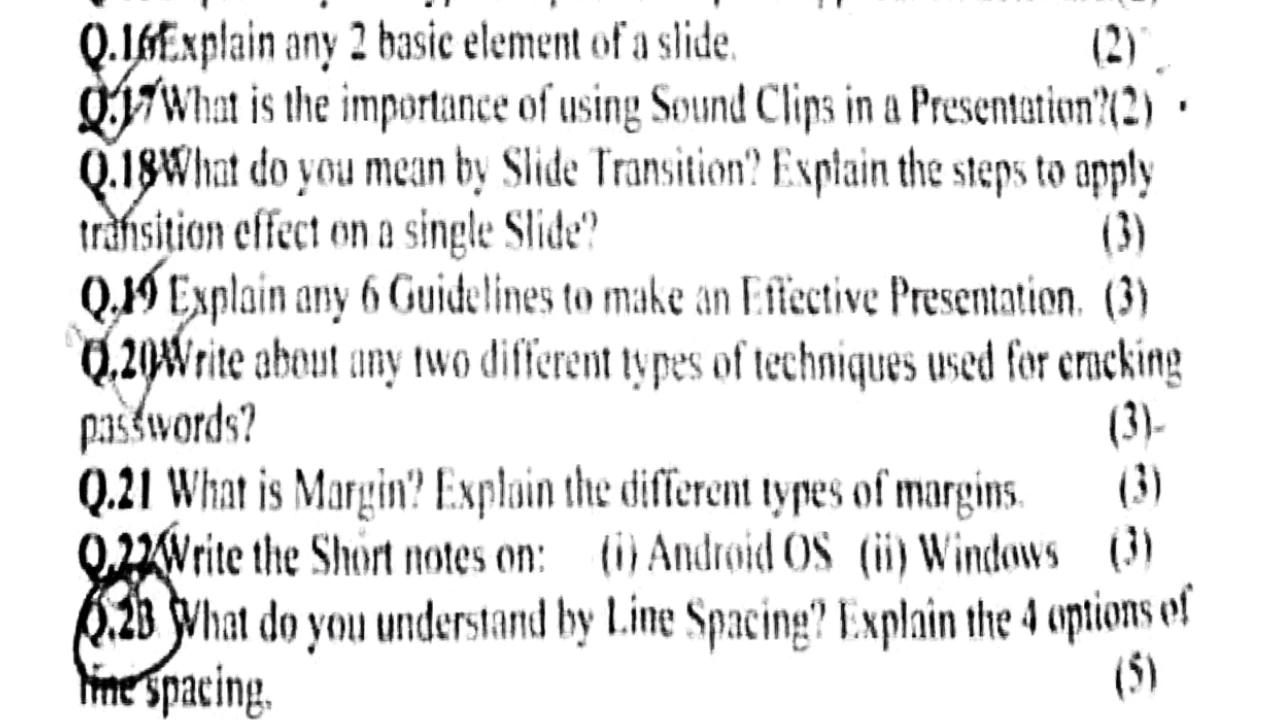 Q.16 Explain any 2 basic element of a slide. (2)
Q.17 What is the importance of using Sound Clips in a Presentation?(2)
Q.18 What do you mean by Slide Transition? Explain the steps to apply
transition effect on a single Slide? (3)
Q.19 Explain any 6 Guidelines to make an Effective Presentation. (3)
Q.20 Write about any two different types of techniques used for cracking
passwords? (3)
Q.21 What is Margin? Explain the different types of margins. (3)
Q.22 Write the Short notes on: (i) Android OS (ii) Windows (3)
Q.23 What do you understand by Line Spacing? Explain the 4 options of
line spacing. (5)